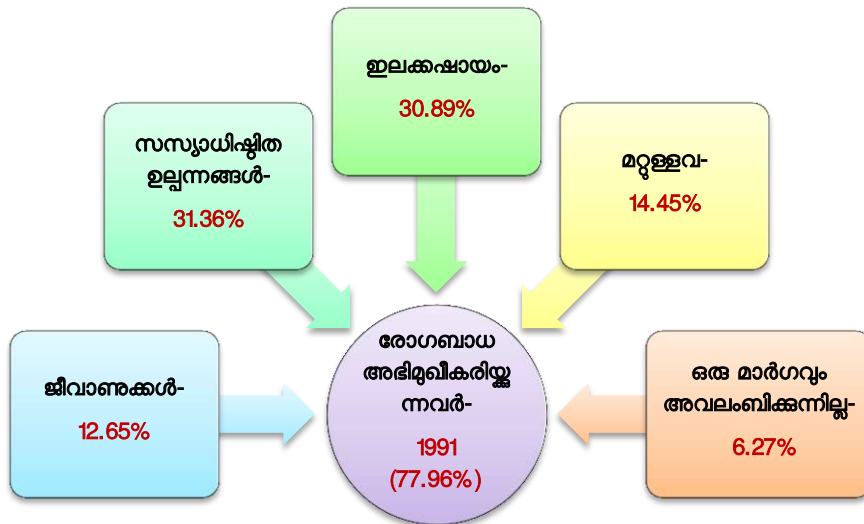 ഇലക്കഷായം-
30.89%
സസ്യാധിഷ്ഠിത
ഉല്പന്നങ്ങൾ-
31.36%
മറ്റുള്ളവ-
14.45%
ജീവാണുക്കൾ-
12.65%
രോഗബാധ
അഭിമുഖീകരിയ്ക്കു
ന്നവർ-
1991
(77.96%)
ഒരു മാർഗവും
അവലംബിക്കുന്നില്ല-
6.27%